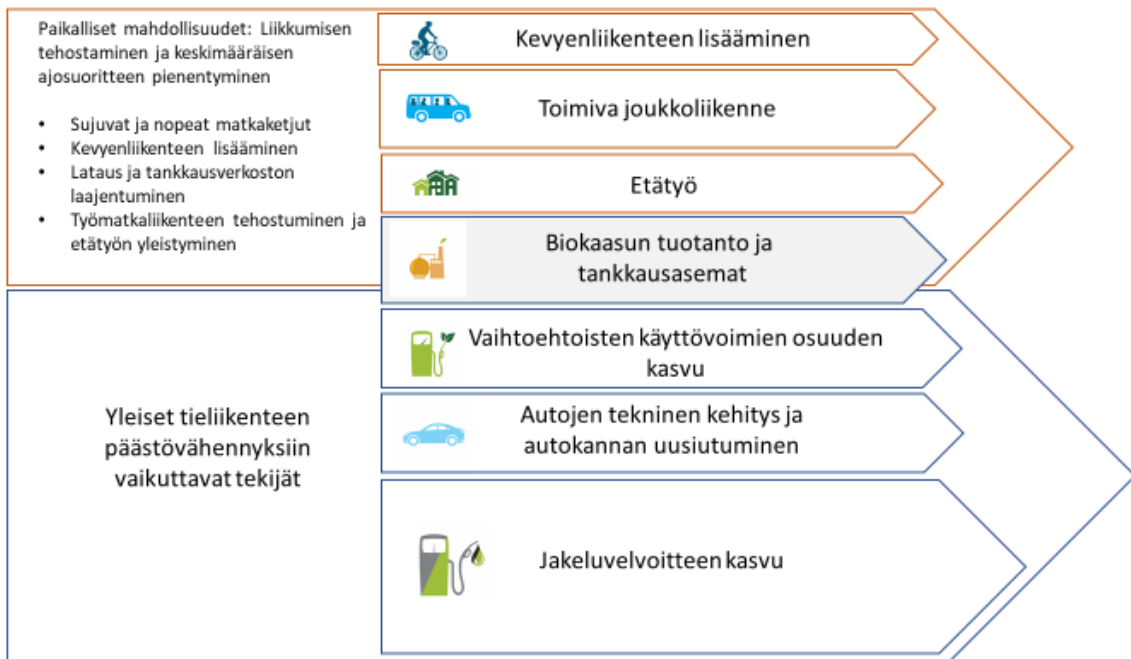 Paikalliset mahdollisuudet: Liikkumisen
tehostaminen ja keskimääräisen
ajosuoritteen pienentyminen
• Sujuvat ja nopeat matkaketjut
• Kevyenliikenteen lisääminen
• Lataus ja tankkausverkoston
laajentuminen
• Työmatkaliikenteen tehostuminen ja
etätyön yleistyminen
Kevyenliikenteen lisääminen
Toimiva joukkoliikenne
Etätyö
Biokaasun tuotanto ja
tankkausasemat
Yleiset tieliikenteen
päästövähennyksiin
vaikuttavat tekijät
Vaihtoehtoisten käyttövoimien osuuden
kasvu
Autojen tekninen kehitys ja
autokannan uusiutuminen
Jakeluvelvoitteen kasvu